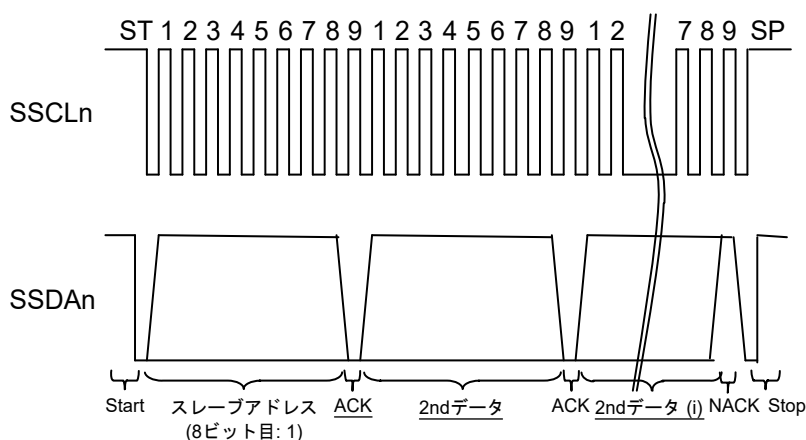 ST 1 2 3 4 5 6 7 8 9 1 2 3 4 5 6 7 8 9 1 2 7 8 9 SP
SSCLn
SSDAn
Start スレーブアドレス ACK 2ndデータ ACK 2ndデータ (i) NACK Stop
(8ビット目: 1)